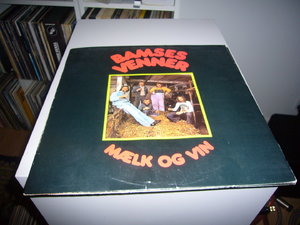 BAMSES
VENNER
MÆLK OG VIN